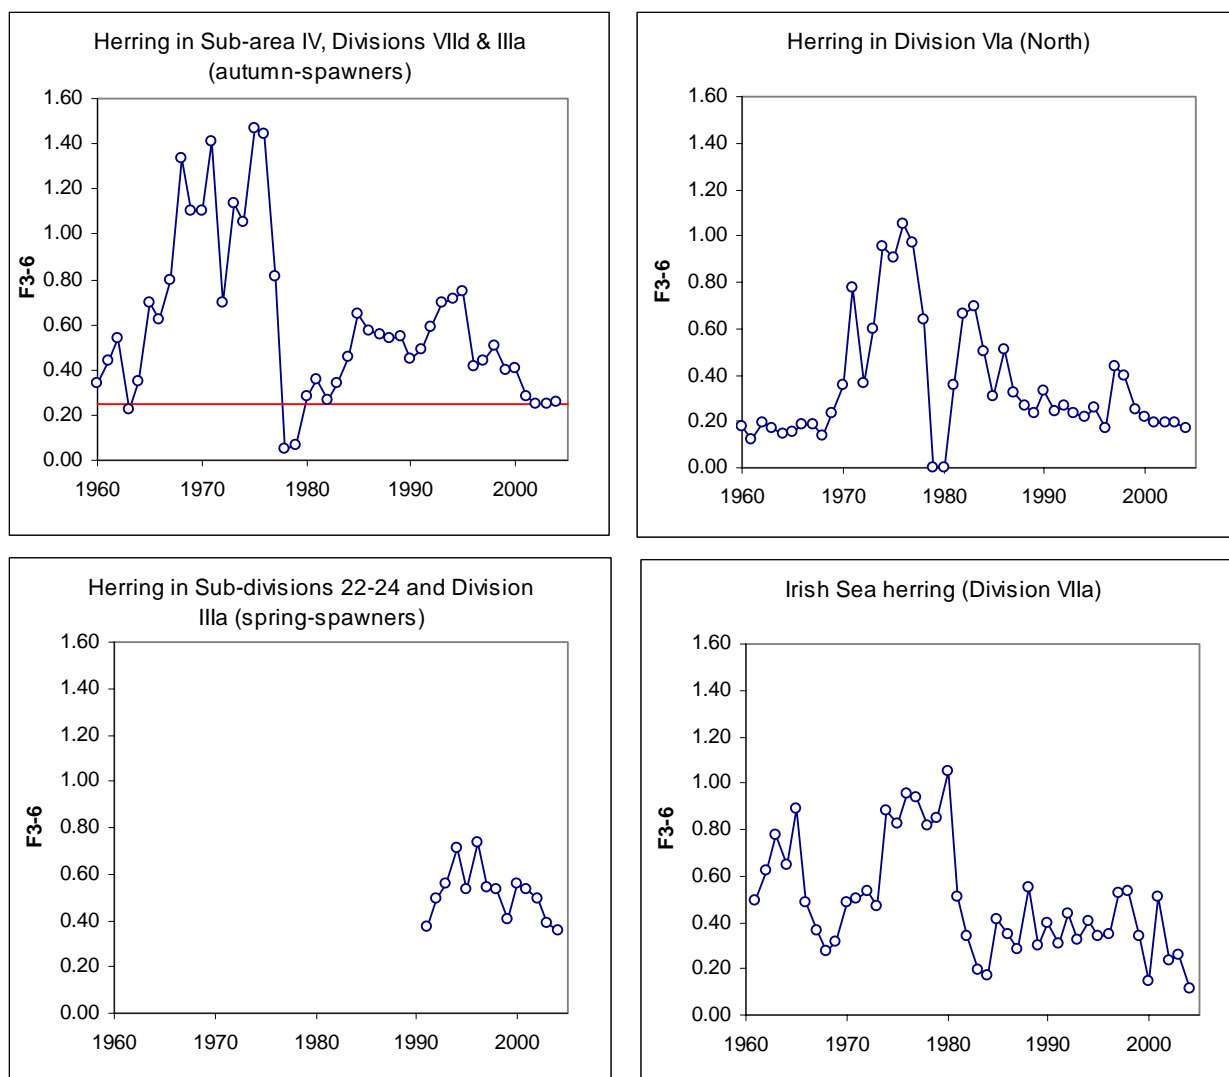 Herring in Sub-area IV, Divisions VIId & IIIa
(autumn-spawners)
F3-6
1.60
1.40
1.20
1.00
0.80
0.60
0.40
0.20
0.00
1960 1970 1980 1990 2000
Herring in Division VIa (North)
F3-6
1.60
1.40
1.20
1.00
0.80
0.60
0.40
0.20
0.00
1960 1970 1980 1990 2000
Herring in Sub-divisions 22-24 and Division
IIIa (spring-spawners)
F3-6
1.60
1.40
1.20
1.00
0.80
0.60
0.40
0.20
0.00
1960 1970 1980 1990 2000
Irish Sea herring (Division VIIa)
F3-6
1.60
1.40
1.20
1.00
0.80
0.60
0.40
0.20
0.00
1960 1970 1980 1990 2000